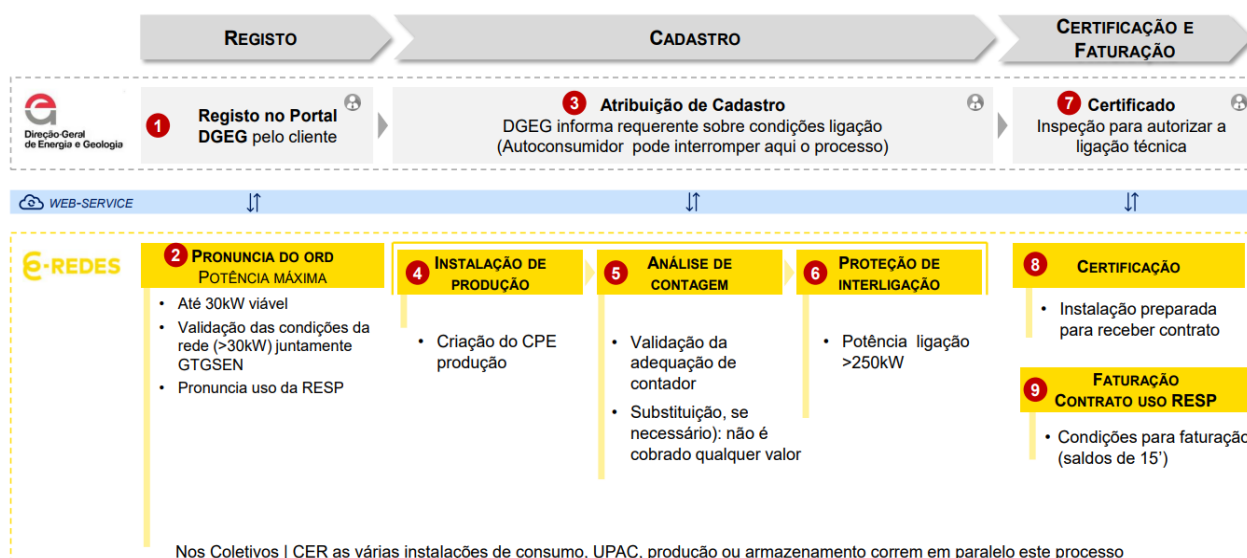 REGISTO
CADASTRO
CERTIFICAÇÃO E
FATURAÇÃO
Direção-Geral
de Energia e Geologia
1
Registo no Portal
DGEG pelo cliente
3 Atribuição de Cadastro
DGEG informa requerente sobre condições ligação
(Autoconsumidor pode interromper aqui o processo)
7 Certificado
Inspeção para autorizar a
ligação técnica
WEB-SERVICE
E-REDES
2 PRONUNCIA DO ORD
POTÊNCIA MÁXIMA
• Até 30kW viável
• Validação das condições da
rede (>30kW) juntamente
GTGSEN
• Pronuncia uso da RESP
4 INSTALAÇÃO DE
PRODUÇÃO
• Criação do CPE
produção
5 ANÁLISE DE
CONTAGEM
• Validação da
adequação de
contador
• Substituição, se
necessário): não é
cobrado qualquer valor
6 PROTEÇÃO DE
INTERLIGAÇÃO
• Potência ligação
>250kW
8 CERTIFICAÇÃO
• Instalação preparada
para receber contrato
9 FATURAÇÃO
CONTRATO USO RESP
• Condições para faturação
(saldos de 15’)
Nos Coletivos | CER as várias instalações de consumo, UPAC, produção ou armazenamento correm em paralelo este processo